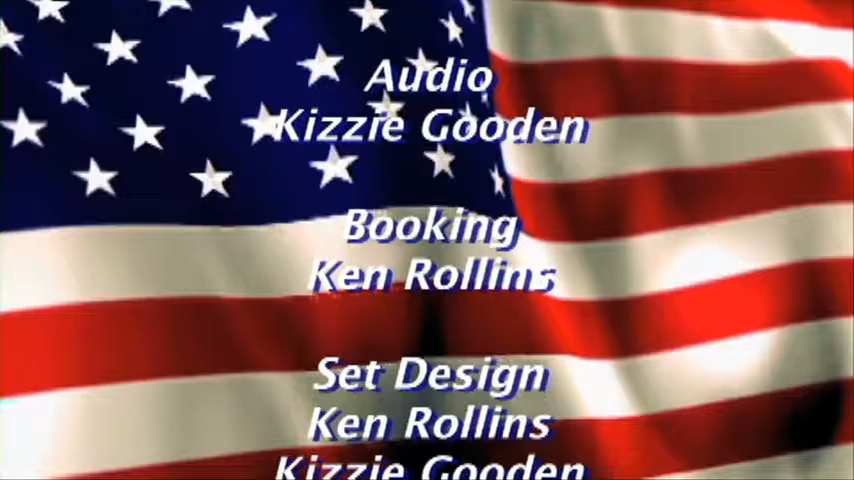 Audio
Kizzie Gooden
Booking
Ken Rollins
Set Design
Ken Rollins
Kizzie Gooden